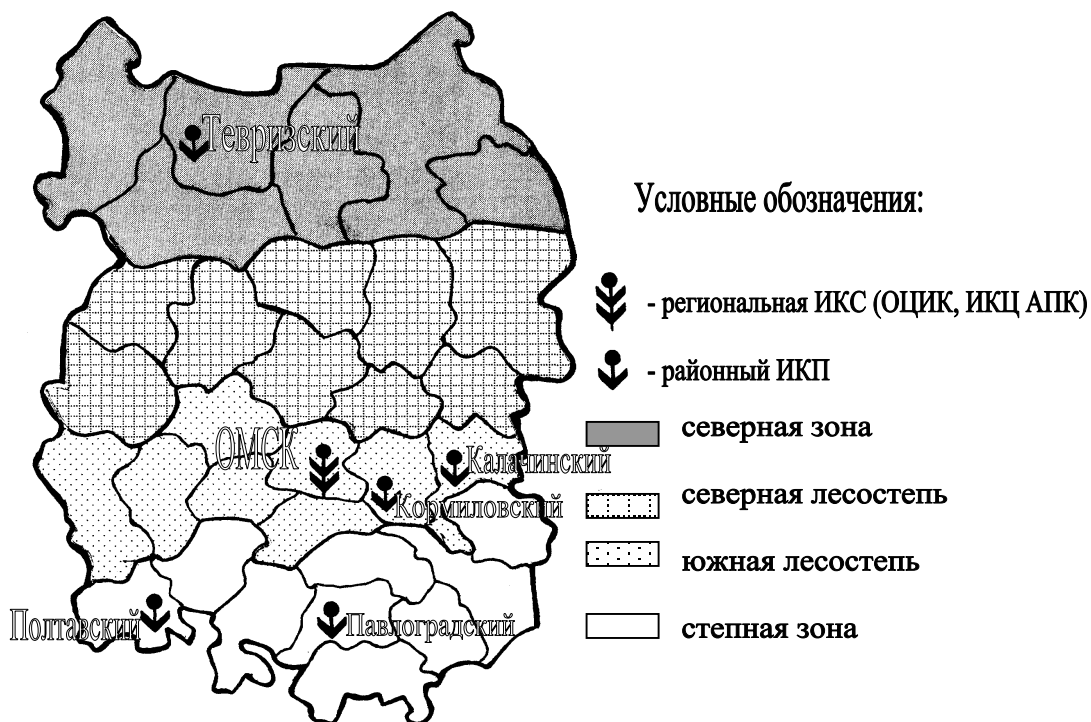 Тевризский
Условные обозначения:
- региональная ИКС (ОЦИК, ИКЦ АПК)
- районный ИКП
северная зона
ОМСК
Калачинский
Кормиловский
северная лесостепь
южная лесостепь
Полтавский
Павлоградский
степная зона